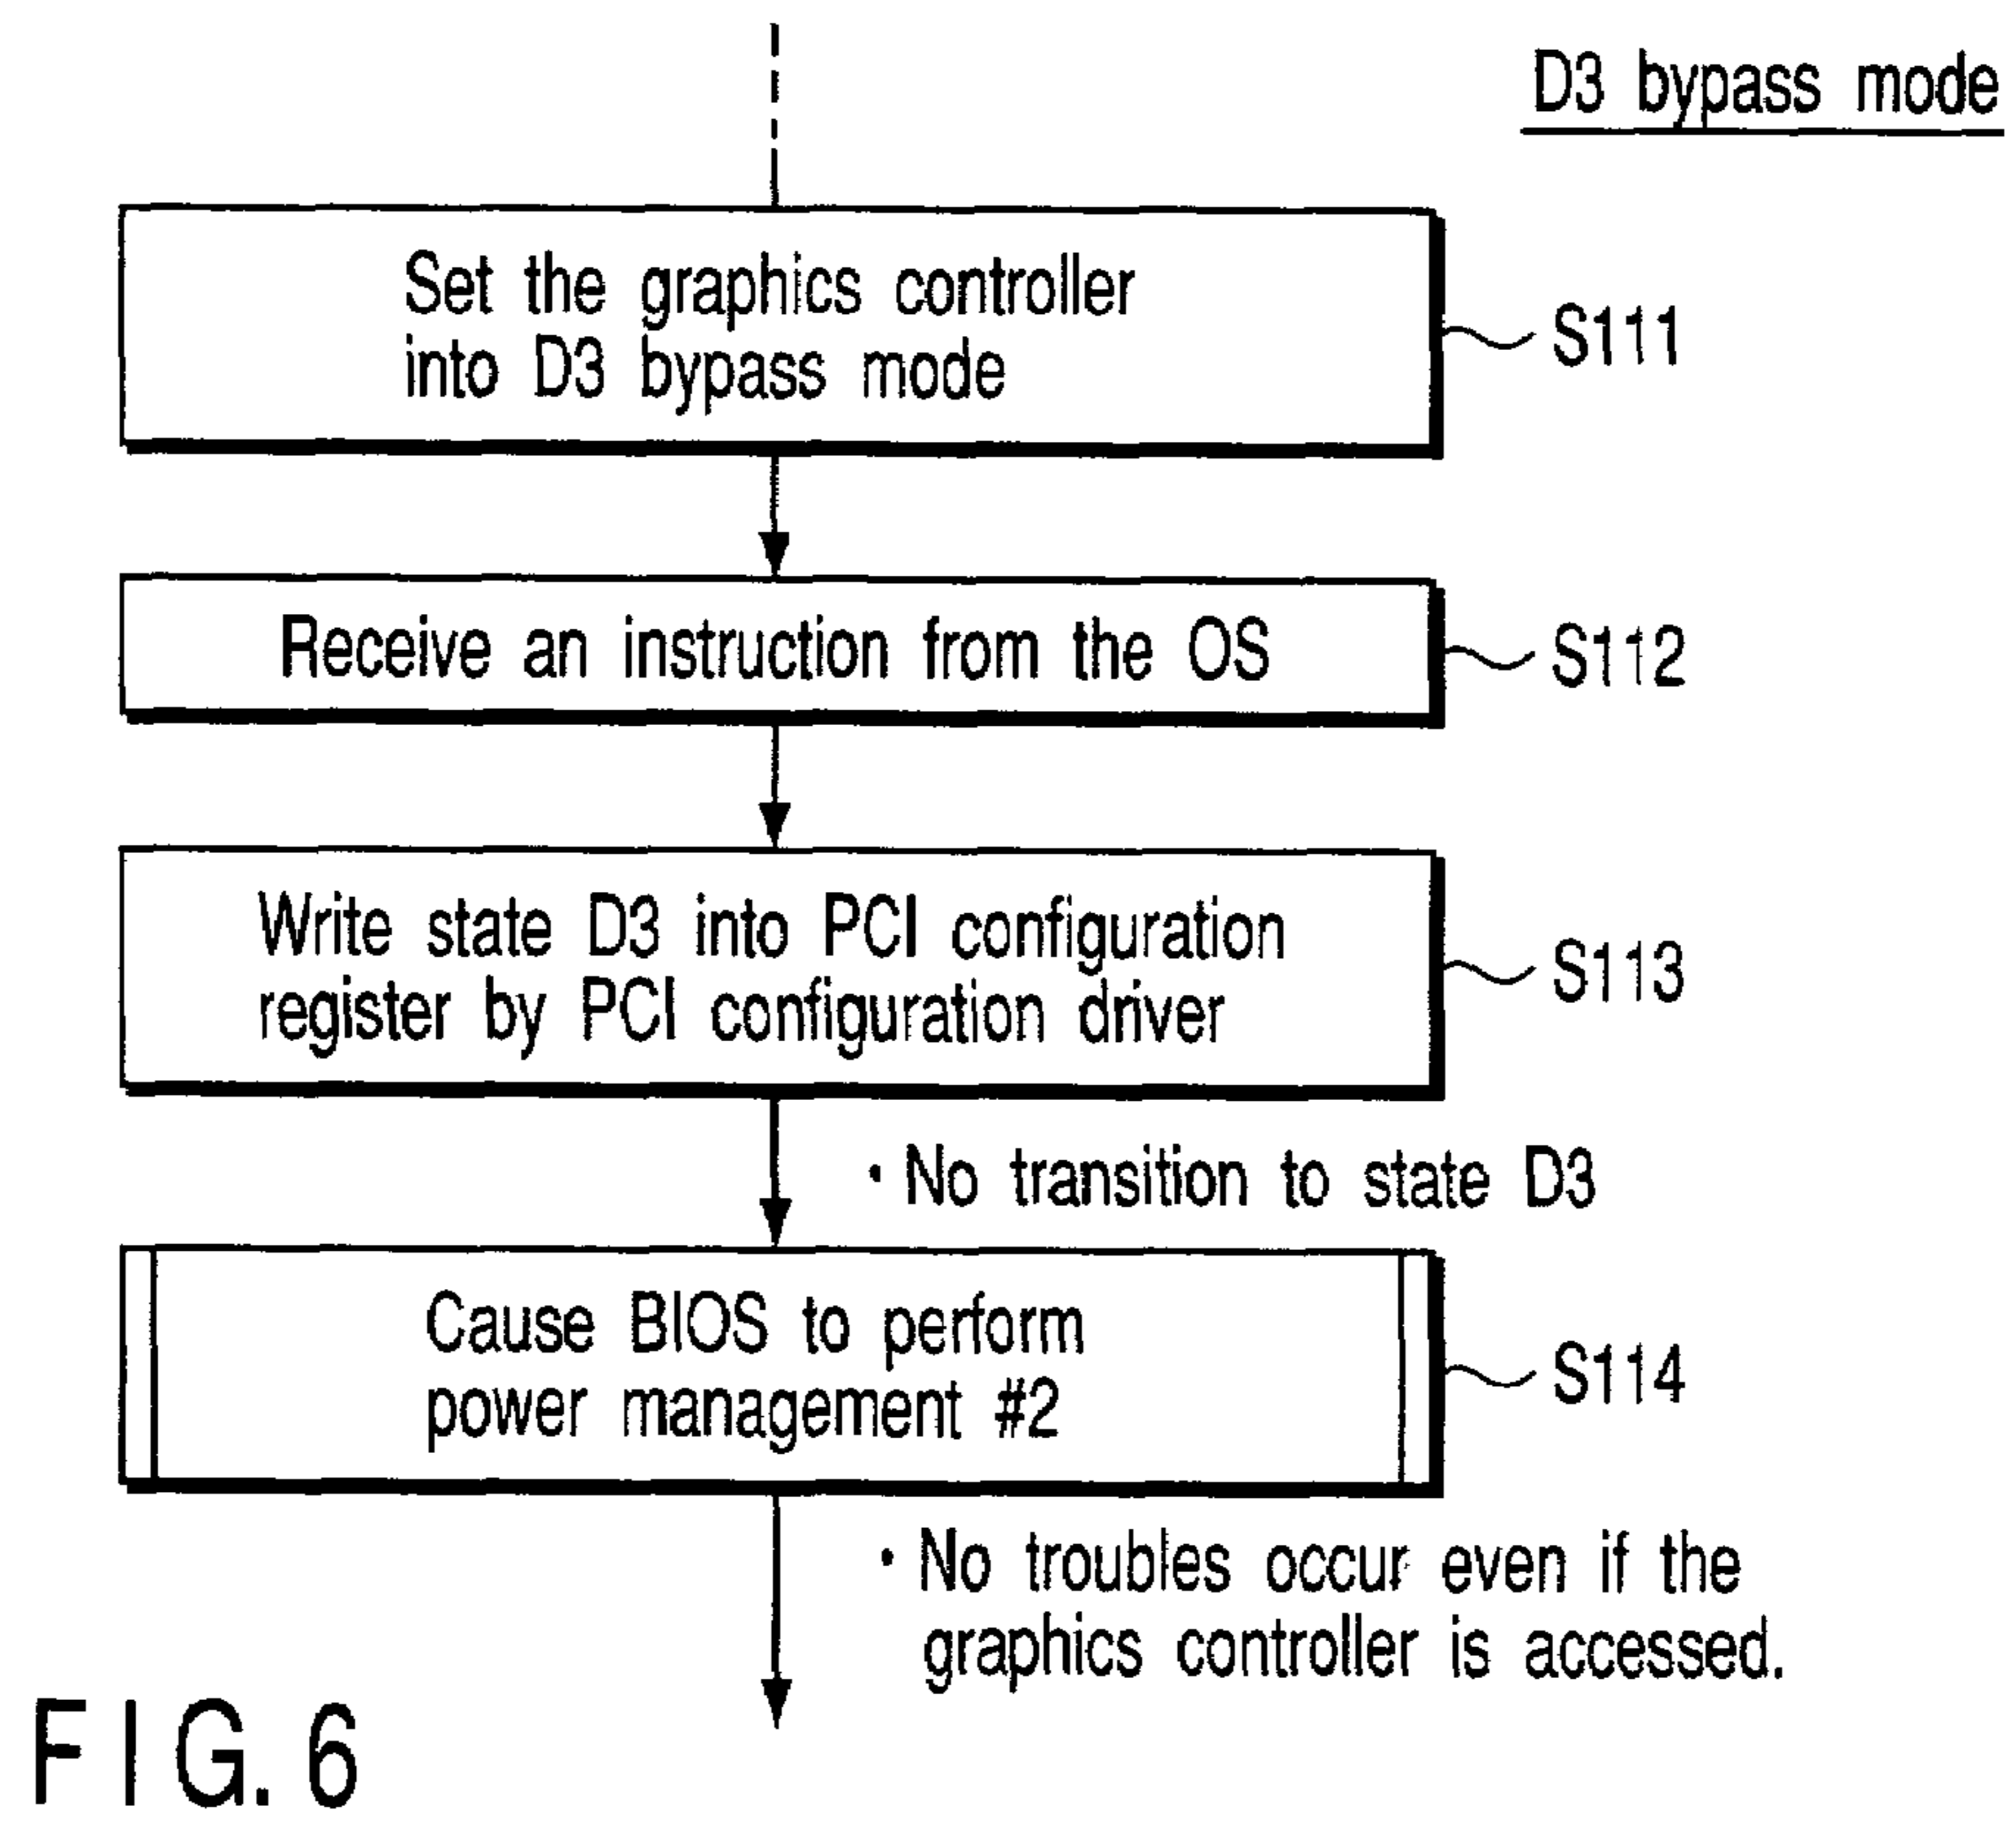 D3 bypass mode
Set the graphics controller
into D3 bypass mode
S111
Receive an instruction from the OS
S112
Write state D3 into PCI configuration
register by PCI configuration driver
S113
· No transition to state D3
Cause BIOS to perform
power management #2
S114
· No troubles occur even if the
graphics controller is accessed.
FIG. 6